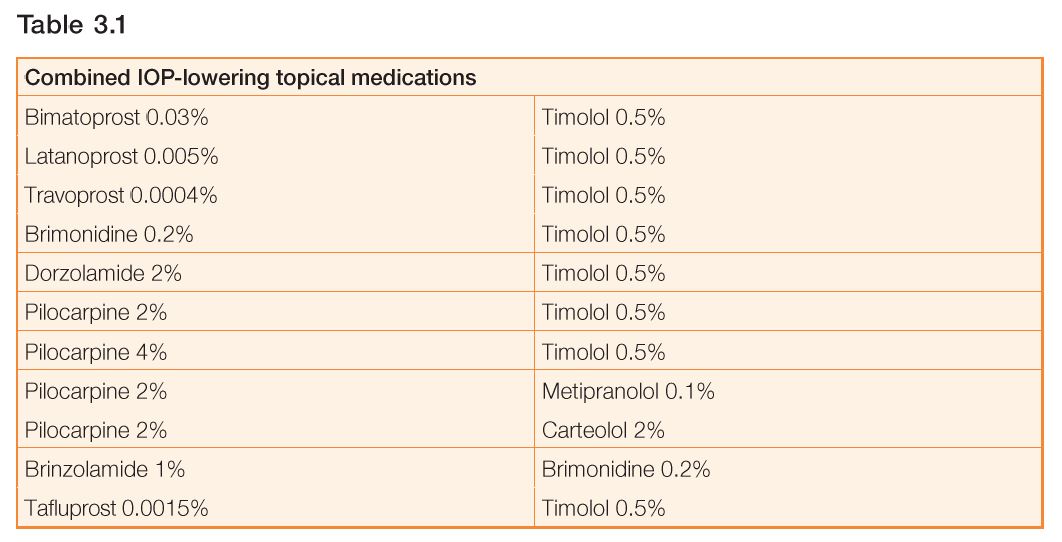 Table 3.1
Combined IOP-lowering topical medications
Bimatoprost 0.03% Timolol 0.5%
Latanoprost 0.005% Timolol 0.5%
Travoprost 0.0004% Timolol 0.5%
Brimonidine 0.2% Timolol 0.5%
Dorzolamide 2% Timolol 0.5%
Pilocarpine 2% Timolol 0.5%
Pilocarpine 4% Timolol 0.5%
Pilocarpine 2% Metipranolol 0.1%
Pilocarpine 2% Carteolol 2%
Brinzolamide 1% Brimonidine 0.2%
Tafluprost 0.0015% Timolol 0.5%